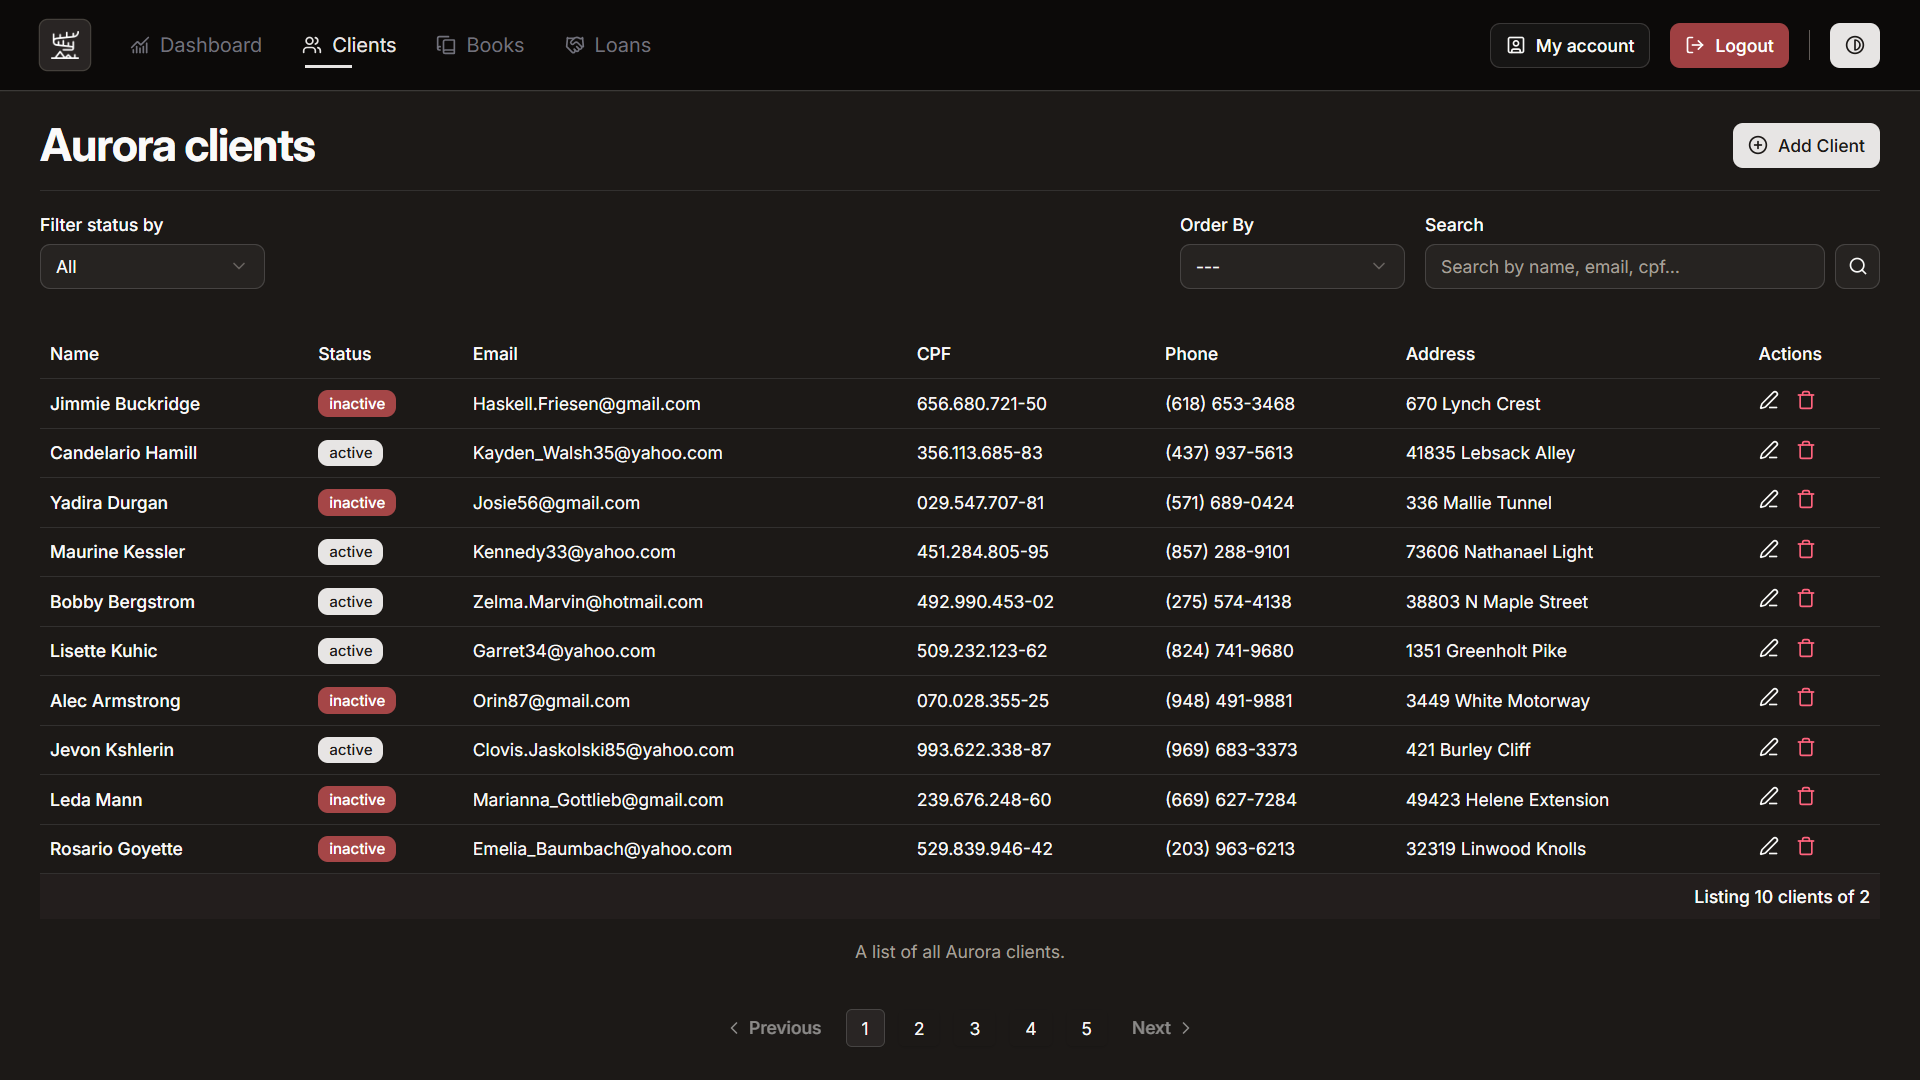 Dashboard Clients Books Loans My account Logout
Aurora clients Add Client
Filter status by Order By Search
All --- Search by name, email, cpf...
Name Status Email CPF Phone Address Actions
Jimmie Buckridge inactive Haskell.Friesen@gmail.com 656.680.721-50 (618) 653-3468 670 Lynch Crest
Candelario Hamill active Kayden_Walsh35@yahoo.com 356.113.685-83 (437) 937-5613 41835 Lebsack Alley
Yadira Durgan inactive Josie56@gmail.com 029.547.707-81 (571) 689-0424 336 Mallie Tunnel
Maurine Kessler active Kennedy33@yahoo.com 451.284.805-95 (857) 288-9101 73606 Nathanael Light
Bobby Bergstrom active Zelma.Marvin@hotmail.com 492.990.453-02 (275) 574-4138 38803 N Maple Street
Lisette Kuhic active Garret34@yahoo.com 509.232.123-62 (824) 741-9680 1351 Greenholt Pike
Alec Armstrong inactive Orin87@gmail.com 070.028.355-25 (948) 491-9881 3449 White Motorway
Jevon Kshlerin active Clovis.Jaskolski85@yahoo.com 993.622.338-87 (969) 683-3373 421 Burley Cliff
Leda Mann inactive Marianna_Gottlieb@gmail.com 239.676.248-60 (669) 627-7284 49423 Helene Extension
Rosario Goyette inactive Emelia_Baumbach@yahoo.com 529.839.946-42 (203) 963-6213 32319 Linwood Knolls
Listing 10 clients of 2
A list of all Aurora clients.
Previous 1 2 3 4 5 Next